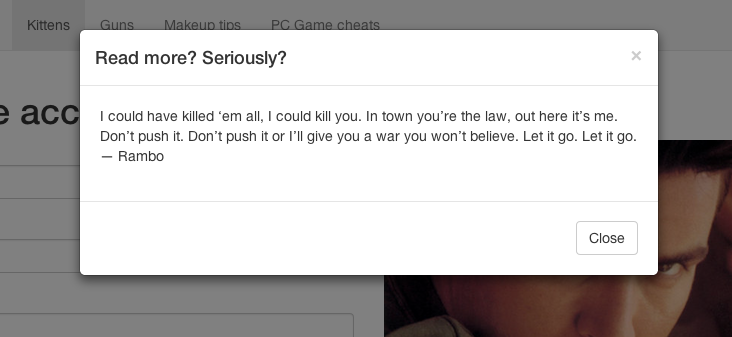 Kittens Guns Makeup tips PC Game cheats
Read more? Seriously? ×
e acc
I could have killed ‘em all, I could kill you. In town you’re the law, out here it’s me.
Don’t push it. Don’t push it or I’ll give you a war you won’t believe. Let it go. Let it go.
— Rambo
Close